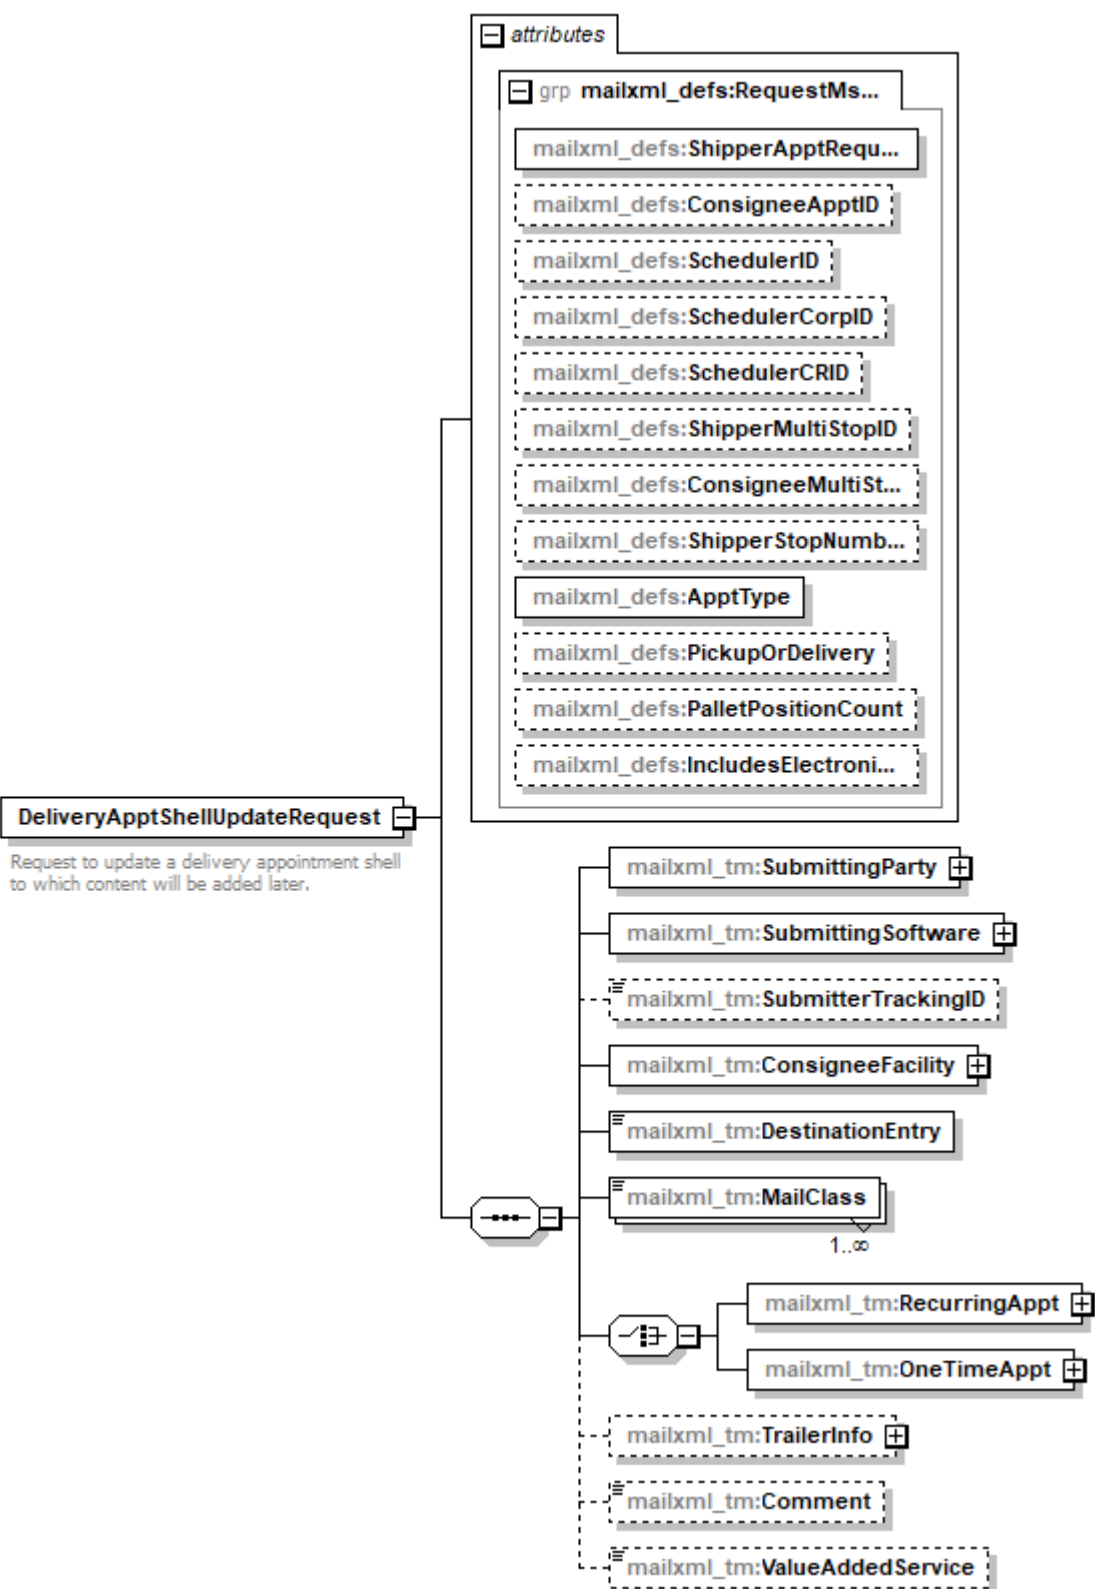 attributes
grp mailxml_defs:RequestMs...
mailxml_defs:ShipperApptRequ...
mailxml_defs:ConsigneeApptID
mailxml_defs:SchedulerID
mailxml_defs:SchedulerCorpID
mailxml_defs:SchedulerCRID
mailxml_defs:ShipperMultiStopID
mailxml_defs:ConsigneeMultiSt...
mailxml_defs:ShipperStopNumb...
mailxml_defs:ApptType
mailxml_defs:PickupOrDelivery
mailxml_defs:PalletPositionCount
mailxml_defs:IncludesElectroni...
DeliveryApptShellUpdateRequest
Request to update a delivery appointment shell
to which content will be added later.
mailxml_tm:SubmittingParty
mailxml_tm:SubmittingSoftware
mailxml_tm:SubmitterTrackingID
mailxml_tm:ConsigneeFacility
mailxml_tm:DestinationEntry
mailxml_tm:MailClass
1..∞
mailxml_tm:RecurringAppt
mailxml_tm:OneTimeAppt
mailxml_tm:TrailerInfo
mailxml_tm:Comment
mailxml_tm:ValueAddedService